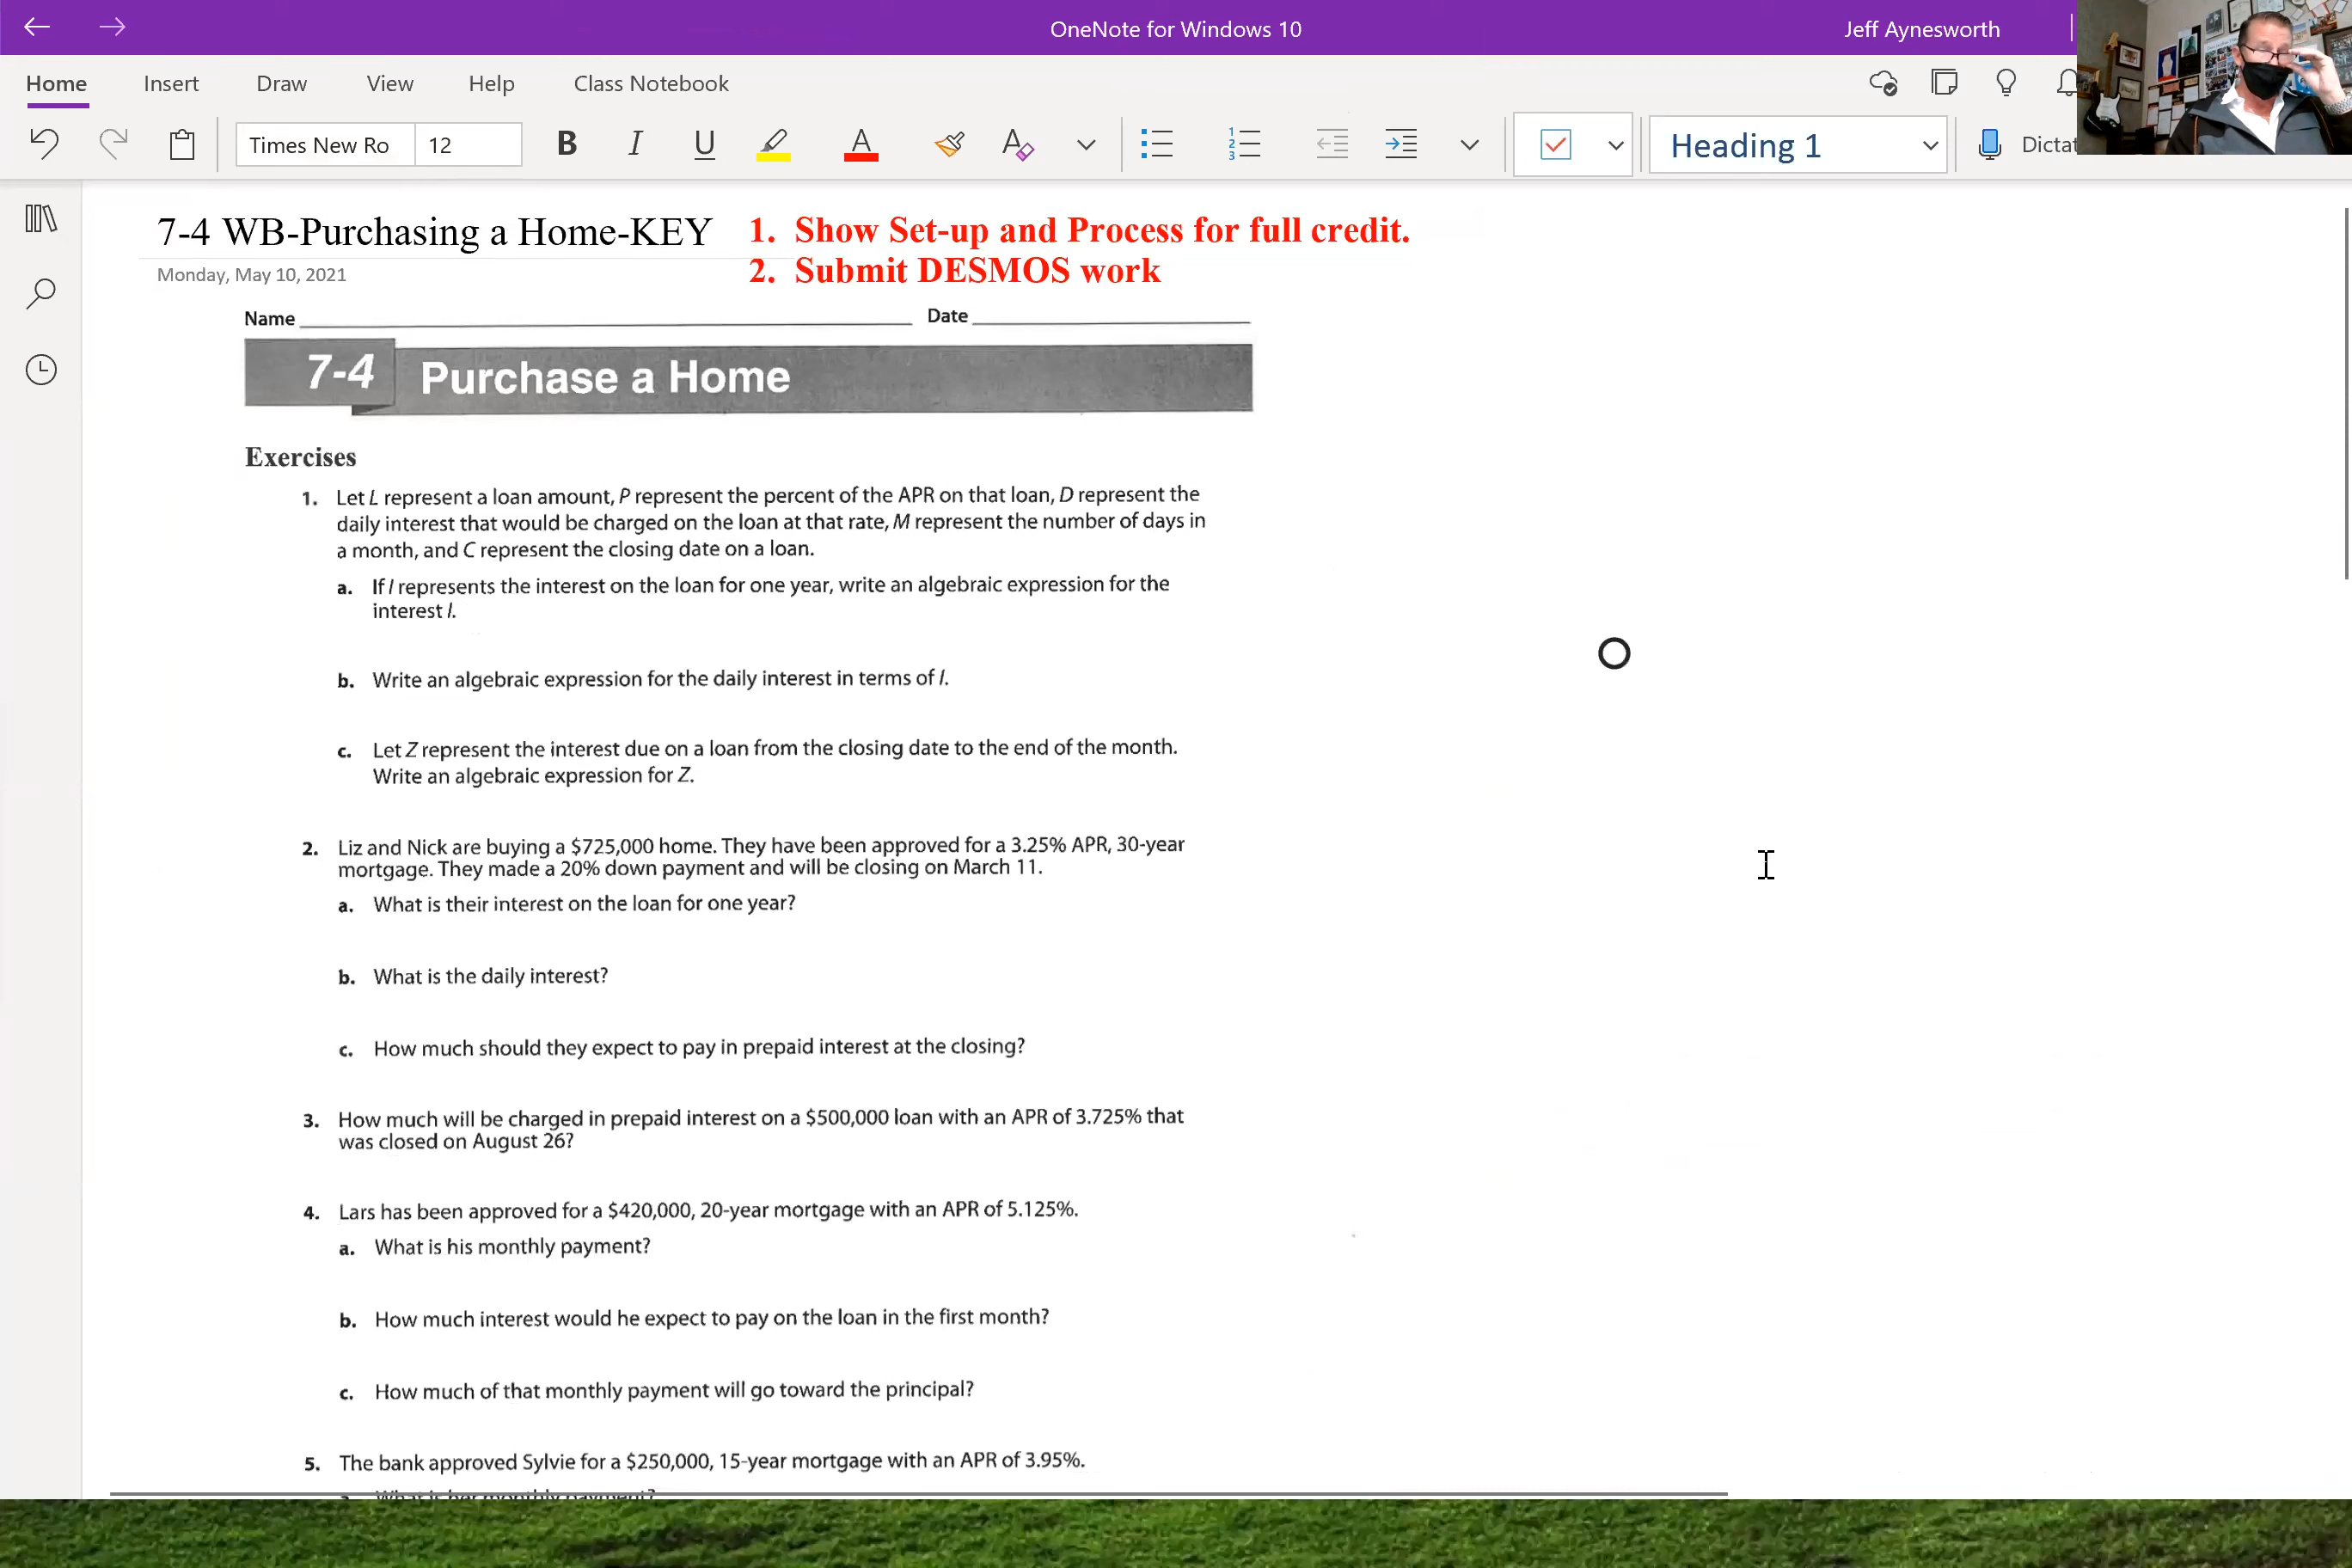 OneNote for Windows 10
Jeff Aynesworth
Home Insert Draw View Help Class Notebook
Times New Ro 12 B I U A A Heading 1 Dictat
7-4 WB-Purchasing a Home-KEY
1. Show Set-up and Process for full credit.
2. Submit DESMOS work
Monday, May 10, 2021
Name Date
7-4 Purchase a Home
Exercises
1. Let L represent a loan amount, P represent the percent of the APR on that loan, D represent the
daily interest that would be charged on the loan at that rate, M represent the number of days in
a month, and C represent the closing date on a loan.
a. If I represents the interest on the loan for one year, write an algebraic expression for the
interest I.
b. Write an algebraic expression for the daily interest in terms of I.
c. Let Z represent the interest due on a loan from the closing date to the end of the month.
Write an algebraic expression for Z.
2. Liz and Nick are buying a $725,000 home. They have been approved for a 3.25% APR, 30-year
mortgage. They made a 20% down payment and will be closing on March 11.
a. What is their interest on the loan for one year?
b. What is the daily interest?
c. How much should they expect to pay in prepaid interest at the closing?
3. How much will be charged in prepaid interest on a $500,000 loan with an APR of 3.725% that
was closed on August 26?
4. Lars has been approved for a $420,000, 20-year mortgage with an APR of 5.125%.
a. What is his monthly payment?
b. How much interest would he expect to pay on the loan in the first month?
c. How much of that monthly payment will go toward the principal?
5. The bank approved Sylvie for a $250,000, 15-year mortgage with an APR of 3.95%.
a. What is her monthly payment?